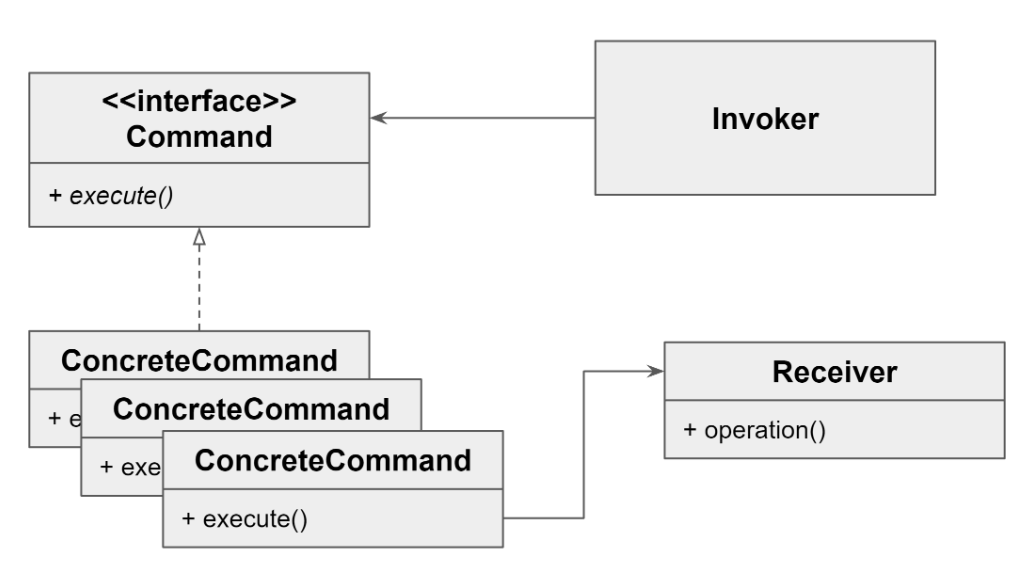 <<interface>>
Command
+ execute()
Invoker
ConcreteCommand
+ e
ConcreteCommand
+ exe
ConcreteCommand
+ execute()
Receiver
+ operation()